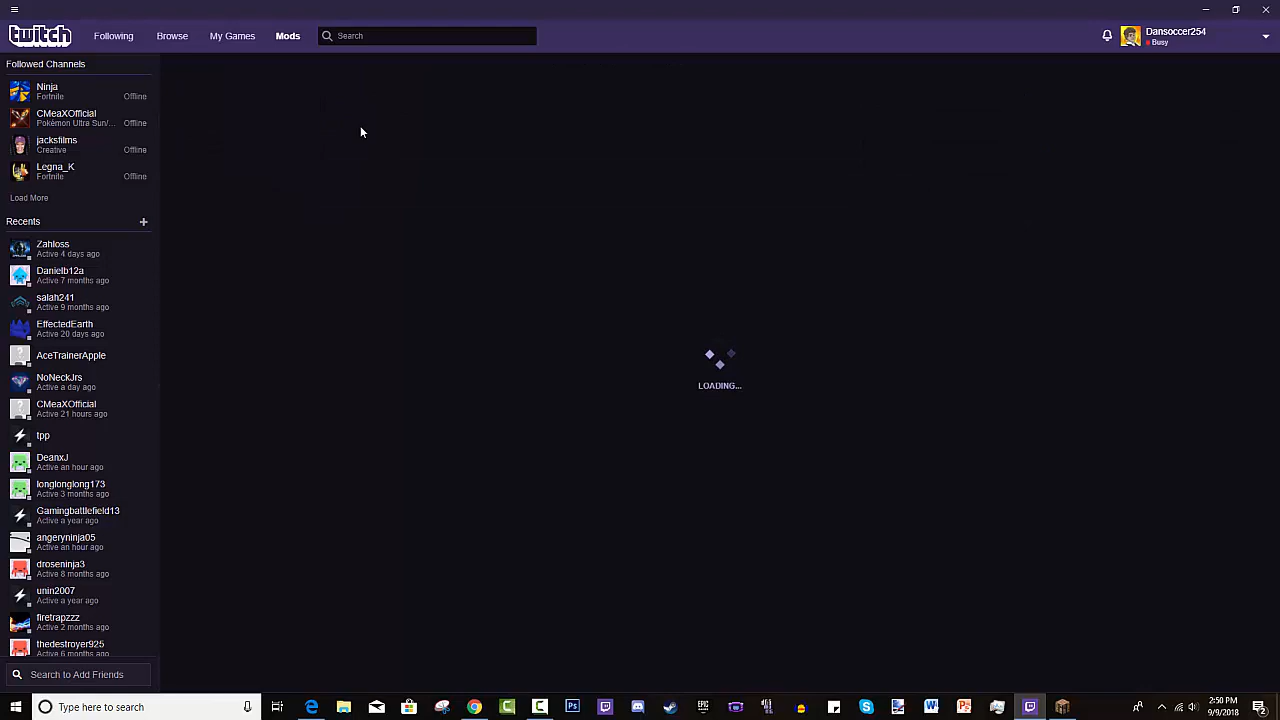 twitch Following Browse My Games Mods Search Dansoccer254
Busy
Followed Channels
Ninja
Fortnite Offline
CMeaXOfficial
Pokémon Ultra Sun/... Offline
jacksfilms
Creative Offline
Legna_K
Fortnite Offline
Load More
Recents +
Zahloss
Active 4 days ago
Danielb12a
Active 7 months ago
salah241
Active 9 months ago
EffectedEarth
Active 20 days ago
AceTrainerApple
NoNeckJrs
Active a day ago
CMeaXOfficial
Active 21 hours ago
tpp
DeanxJ
Active an hour ago
longlonglong173
Active 3 months ago
Gamingbattlefield13
Active a year ago
angeryninja05
Active an hour ago
droseninja3
Active 8 months ago
unin2007
Active a year ago
firetrapzzz
Active 2 months ago
thedestroyer925
Active 6 months ago
Search to Add Friends
LOADING...
Type here to search
2:50 PM
9/9/2018